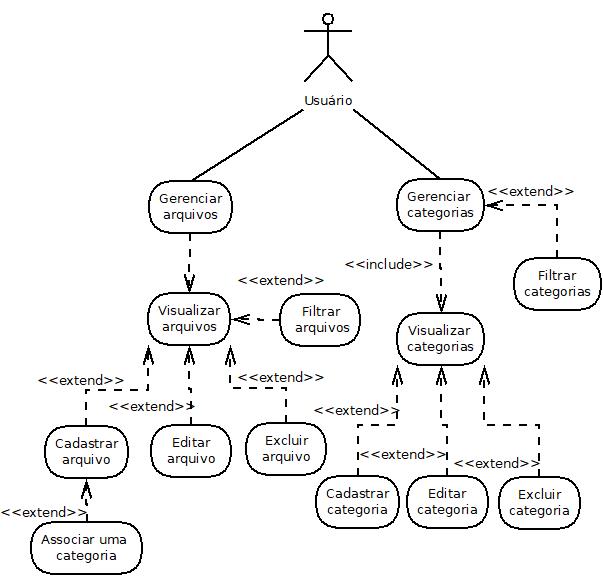 Usuário
Gerenciar
arquivos
Gerenciar
categorias
<<extend>>
<<include>>
Filtrar
categorias
<<extend>>
Visualizar
arquivos
Filtrar
arquivos
Visualizar
categorias
<<extend>>
<<extend>>
<<extend>>
<<extend>>
Cadastrar
arquivo
Editar
arquivo
Excluir
arquivo
<<extend>>
<<extend>>
Cadastrar
categoria
Editar
categoria
Excluir
categoria
<<extend>>
Associar uma
categoria